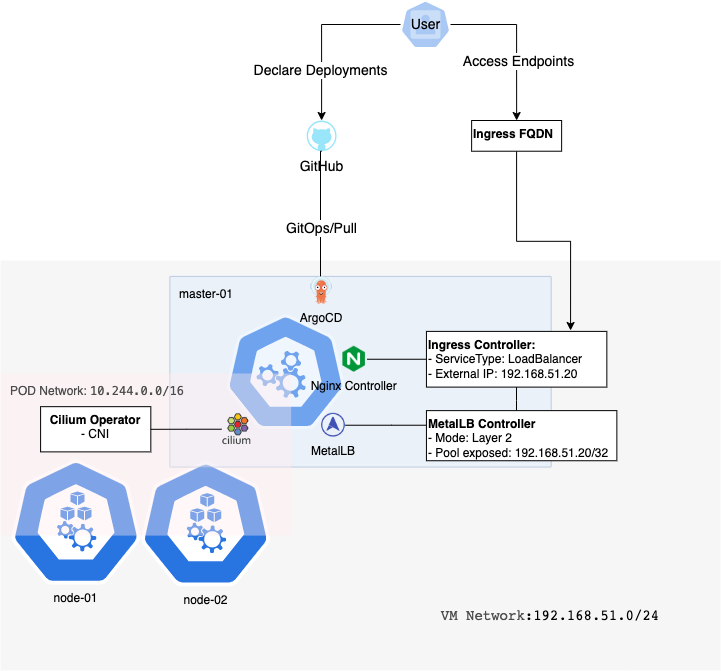 User
Declare Deployments
Access Endpoints
Ingress FQDN
GitHub
GitOps/Pull
master-01
ArgoCD
Ingress Controller:
- ServiceType: LoadBalancer
- External IP: 192.168.51.20
Nginx Controller
POD Network: 10.244.0.0/16
Cilium Operator
- CNI
cilium
MetalLB
MetalLB Controller
- Mode: Layer 2
- Pool exposed: 192.168.51.20/32
node-01
node-02
VM Network:192.168.51.0/24